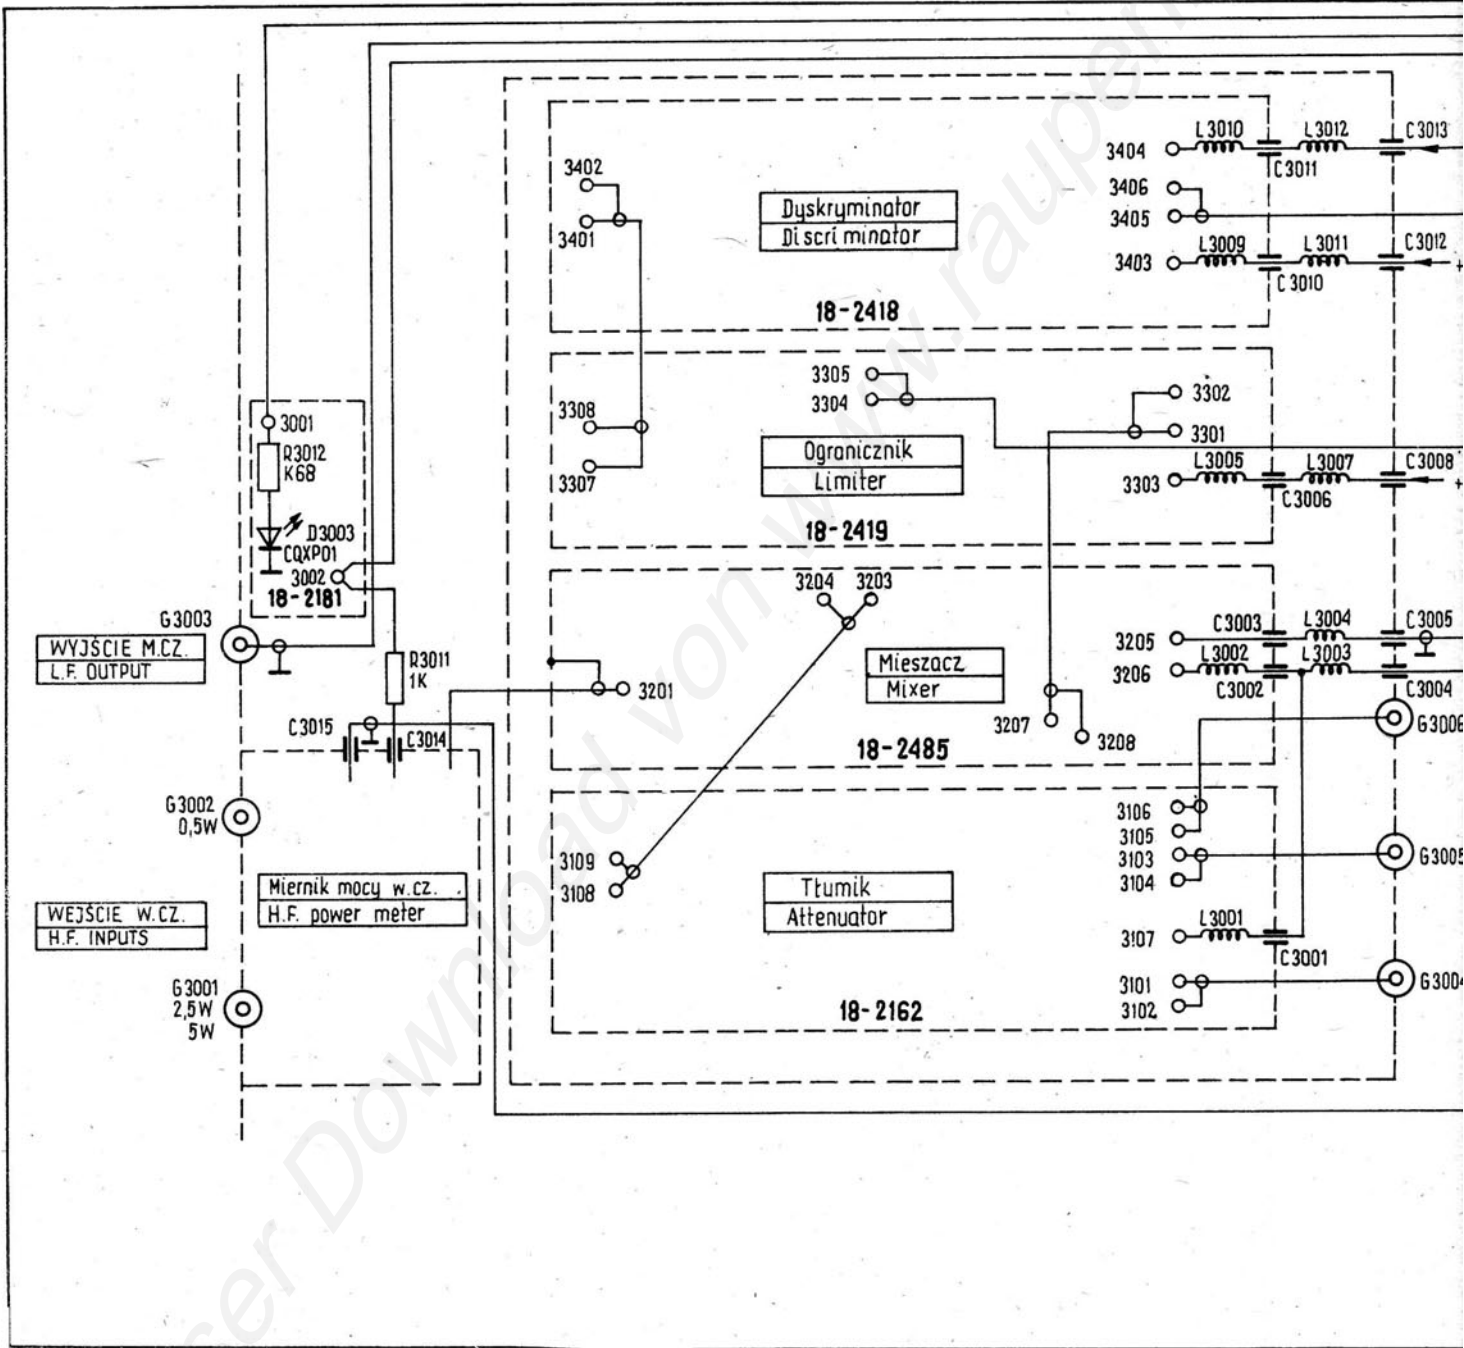 L3010
L3012
C3013
3404
C3011
3402
3406
3405
Dyskryminator
Discriminator
3401
L3009
L3011
C3012
3403
C3010
+
18-2418
3305
3304
3302
3308
3301
3001
R3012
K68
Ogranicznik
Limiter
L3005
L3007
C3008
3307
3303
C3006
+
18-2419
D3003
CQXP01
3002
18-2181
3204
3203
G3003
WYJŚCIE M.CZ.
L.F. OUTPUT
C3003
L3004
C3005
3205
L3002
L3003
R3011
1K
Mieszacz
Mixer
3206
C3002
C3004
3201
C3015
C3014
3207
3208
G3006
18-2485
G3002
0,5W
3106
3105
3109
3103
G3005
3108
3104
Miernik mocy w.cz.
H.F. power meter
Tłumik
Attenuator
WEJŚCIE W.CZ.
H.F. INPUTS
L3001
3107
C3001
G3001
2,5W
5W
3101
G3004
3102
18-2162
ser Download von www.rauper